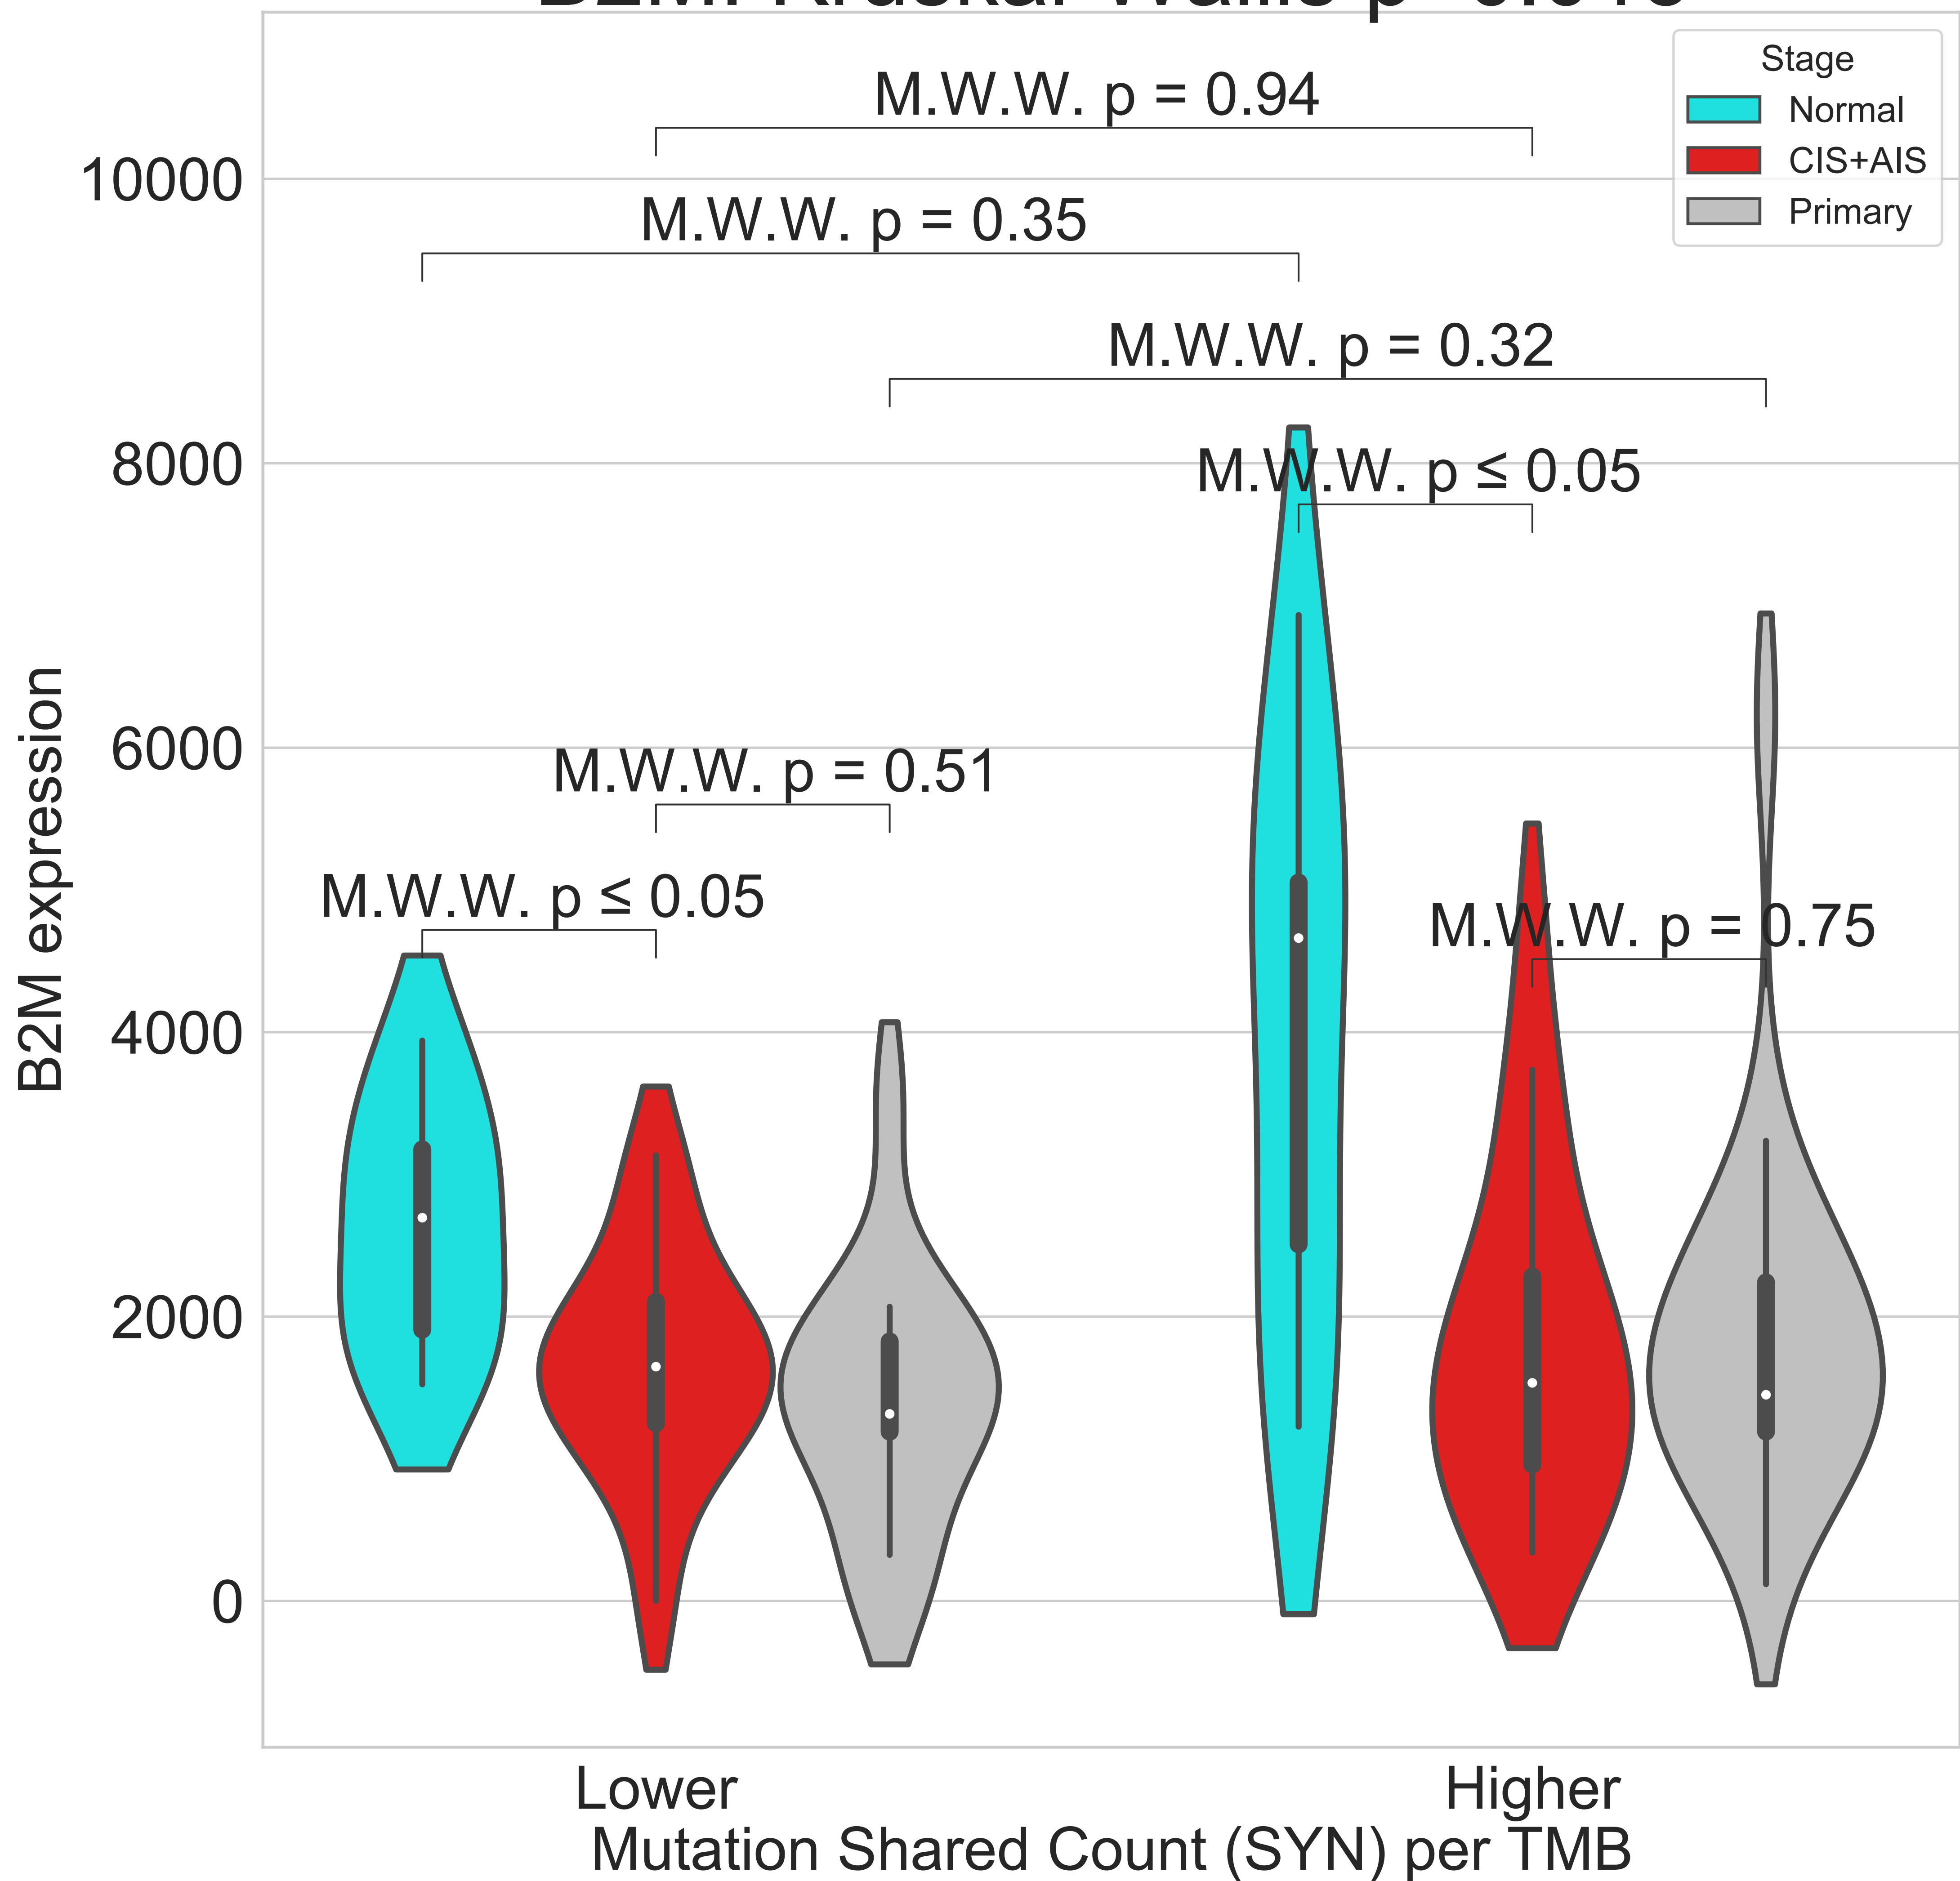 Stage
Normal
CIS+AIS
Primary
M.W.W. p = 0.94
M.W.W. p = 0.35
M.W.W. p = 0.32
M.W.W. p ≤ 0.05
M.W.W. p = 0.51
M.W.W. p ≤ 0.05
M.W.W. p = 0.75
10000
8000
6000
4000
2000
0
B2M expression
Lower
Higher
Mutation Shared Count (SYN) per TMB